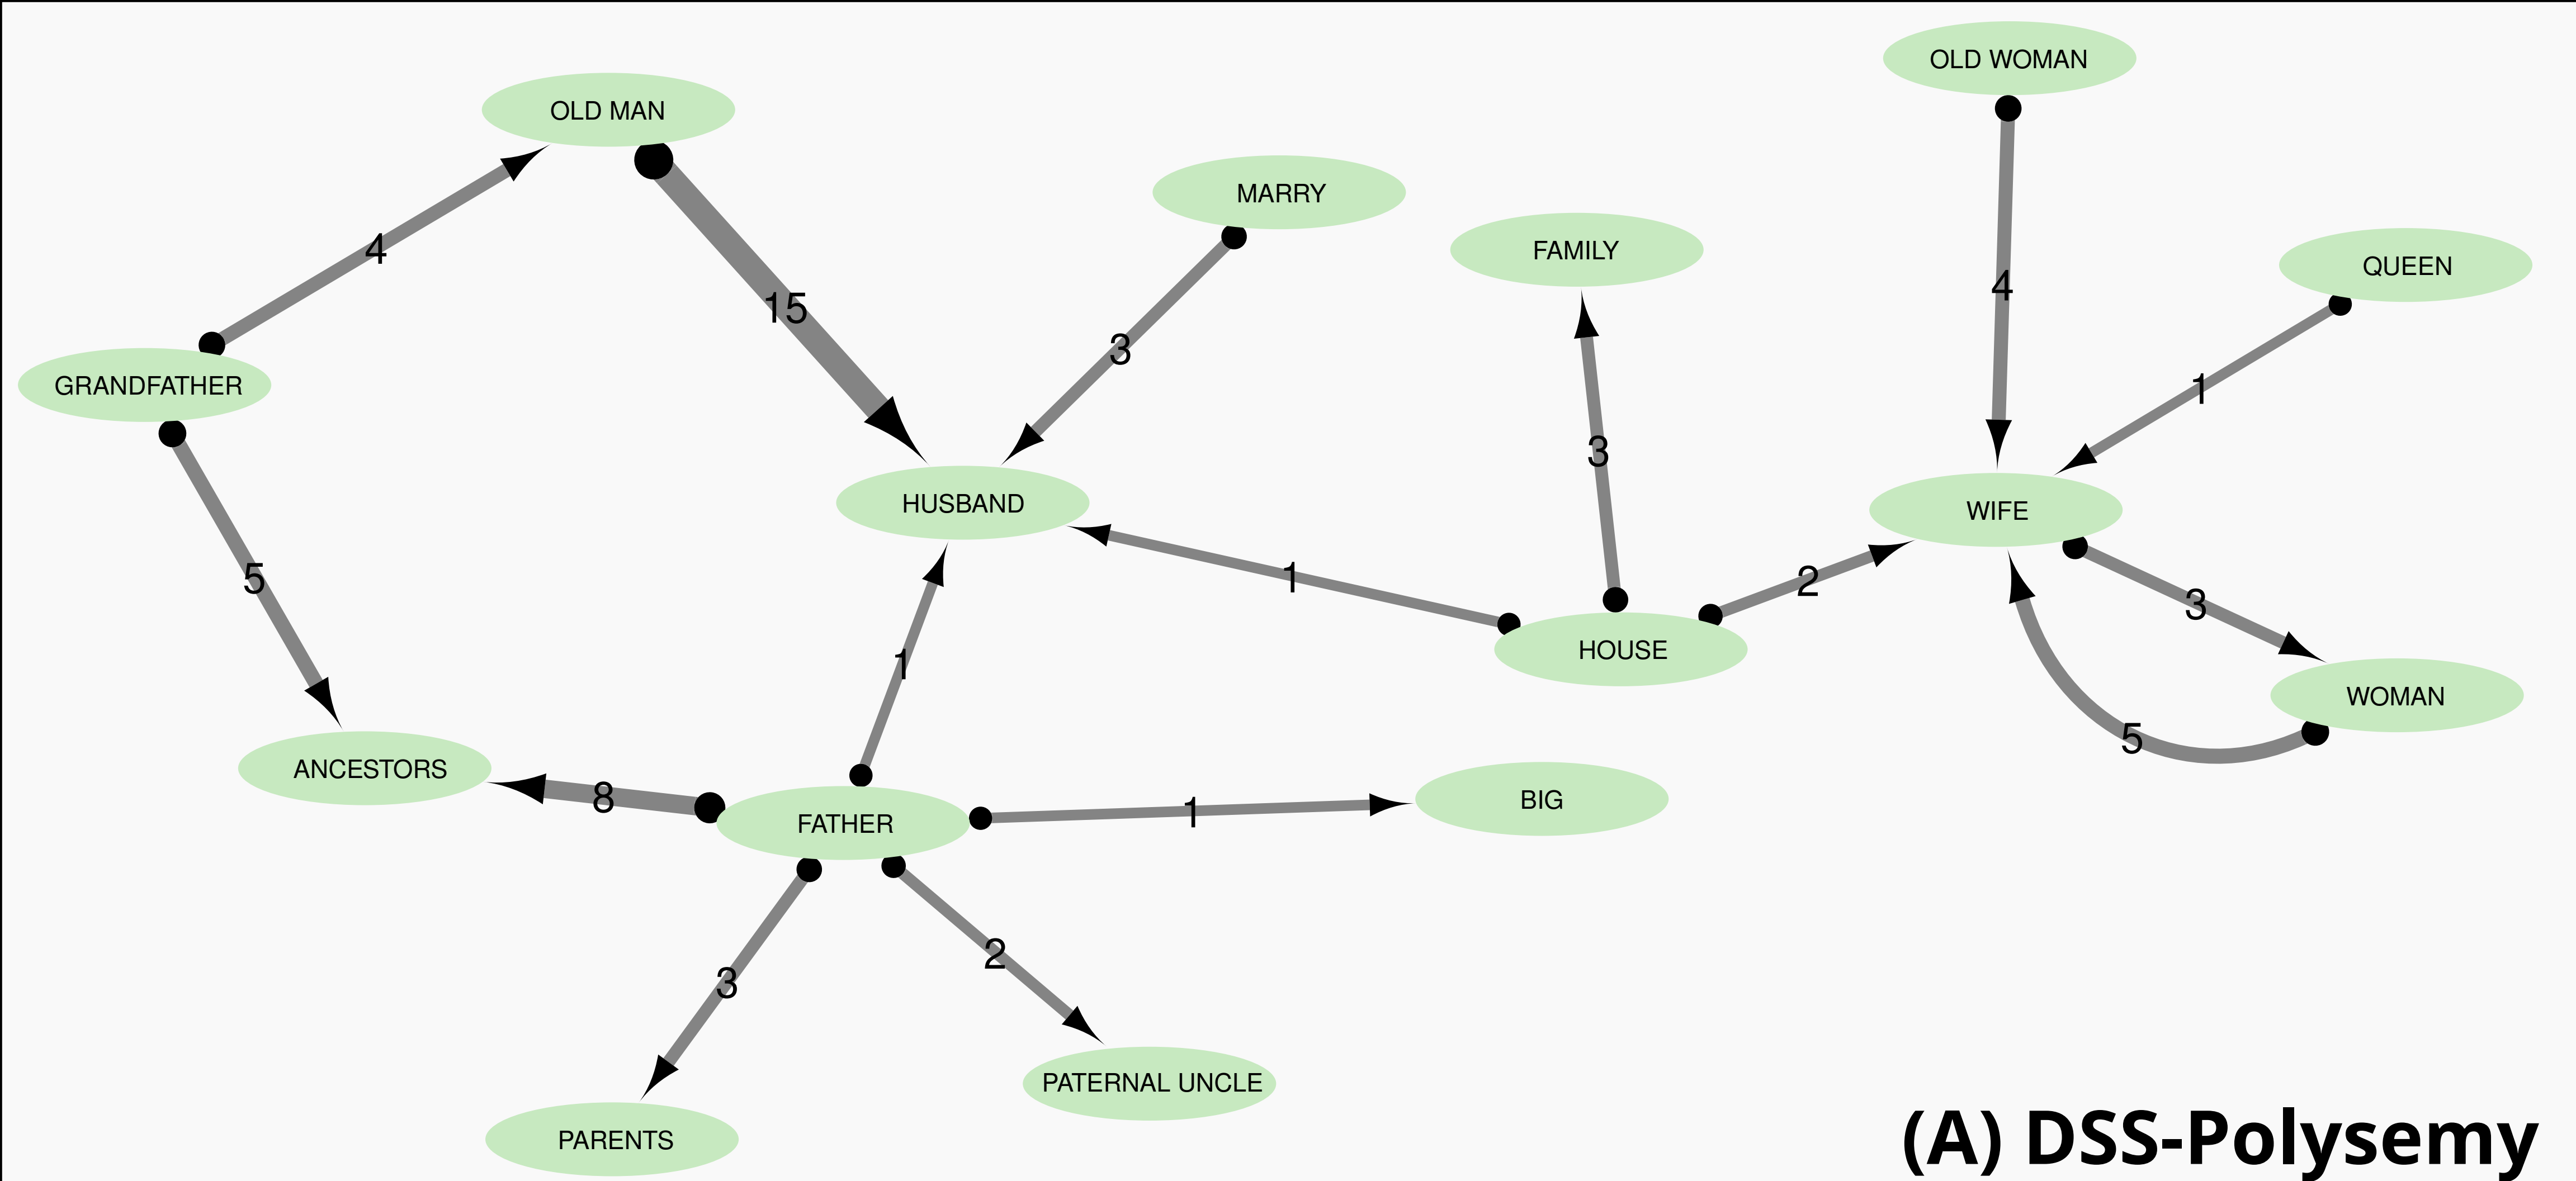 OLD WOMAN
OLD MAN
MARRY
FAMILY
QUEEN
4
15
3
4
1
GRANDFATHER
3
HUSBAND
WIFE
5
1
2
3
1
HOUSE
WOMAN
5
ANCESTORS
8
FATHER
1
BIG
3
2
PATERNAL UNCLE
PARENTS
(A) DSS-Polysemy